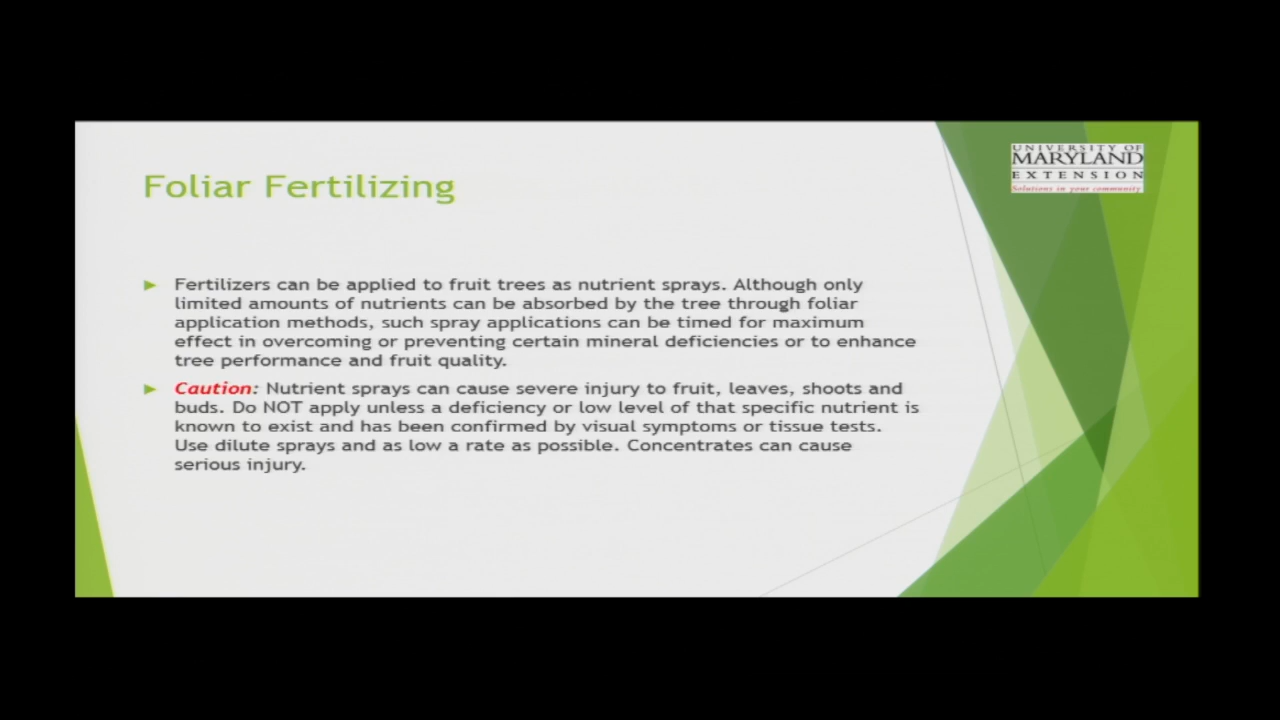 UNIVERSITY OF
MARYLAND
EXTENSION
Solutions in your community
Foliar Fertilizing
Fertilizers can be applied to fruit trees as nutrient sprays. Although only
limited amounts of nutrients can be absorbed by the tree through foliar
application methods, such spray applications can be timed for maximum
effect in overcoming or preventing certain mineral deficiencies or to enhance
tree performance and fruit quality.
Caution: Nutrient sprays can cause severe injury to fruit, leaves, shoots and
buds. Do NOT apply unless a deficiency or low level of that specific nutrient is
known to exist and has been confirmed by visual symptoms or tissue tests.
Use dilute sprays and as low a rate as possible. Concentrates can cause
serious injury.